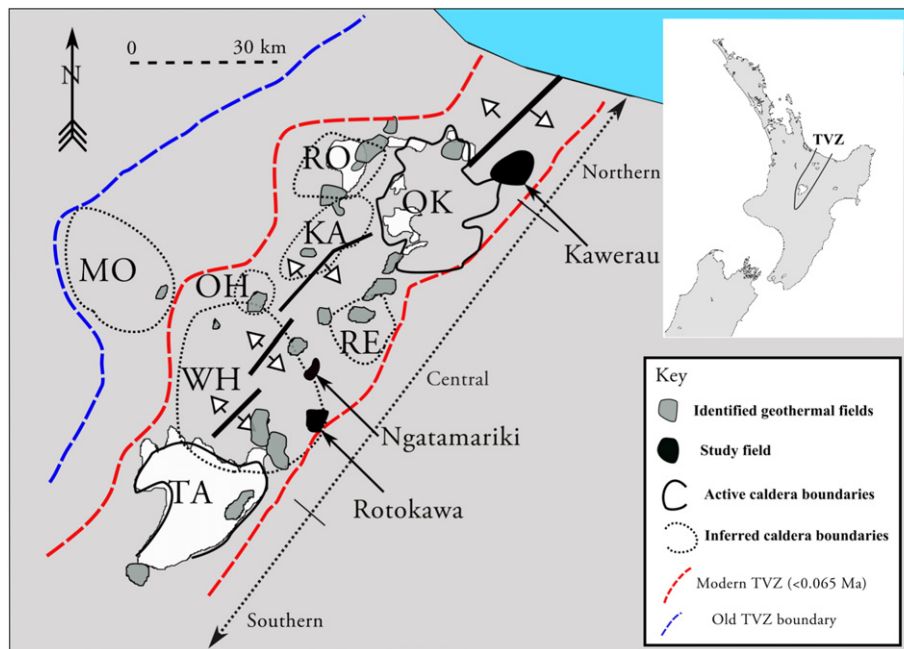 0 30 km
N
TVZ
RO
OK
Northern
KA
Kawerau
MO
OH
RE
WH
Central
Ngatamariki
TA
Rotokawa
Southern
Key
Identified geothermal fields
Study field
Active caldera boundaries
Inferred caldera boundaries
Modern TVZ (<0.065 Ma)
Old TVZ boundary